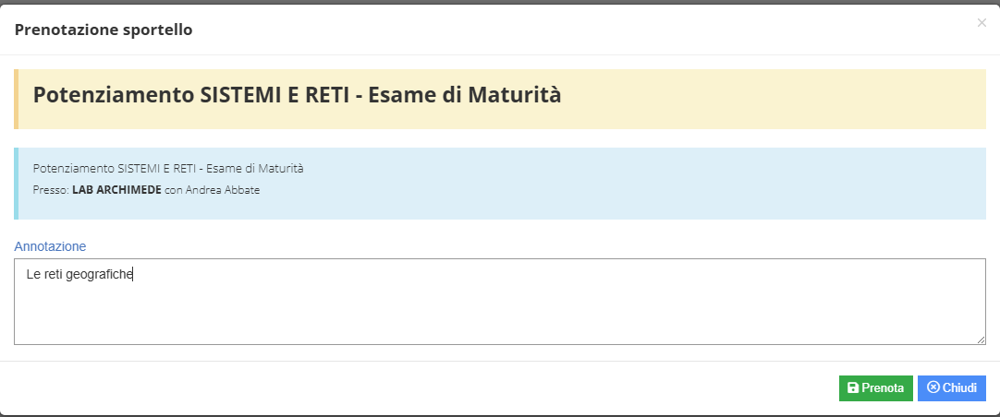 Prenotazione sportello
×
Potenziamento SISTEMI E RETI - Esame di Maturità
Potenziamento SISTEMI E RETI - Esame di Maturità
Presso: LAB ARCHIMEDE con Andrea Abbate
Annotazione
Le reti geografiche
Prenota Chiudi